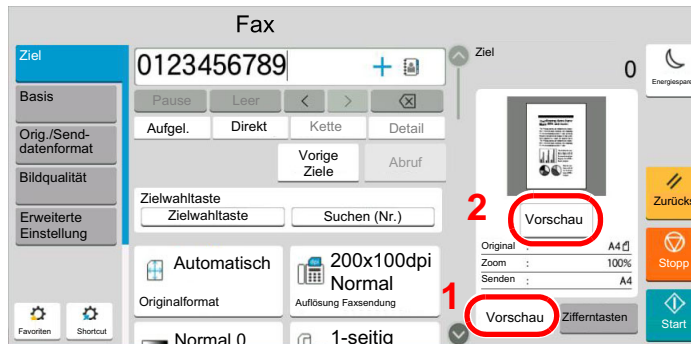 Fax
Ziel
Basis
Orig./Send-
datenformat
Bildqualität
Erweiterte
Einstellung
Favoriten
Shortcut
0123456789
Pause
Leer
<
>
Aufgel.
Direkt
Kette
Detail
Vorige
Ziele
Abruf
Zielwahltaste
Zielwahltaste
Suchen (Nr.)
Automatisch
Originalformat
200x100dpi
Normal
Auflösung Faxsendung
Normal 0
1-seitig
Ziel
0
2
Vorschau
Original : A4
Zoom : 100%
Senden : A4
1
Vorschau
Zifferntasten
Zurücks
Stopp
Start